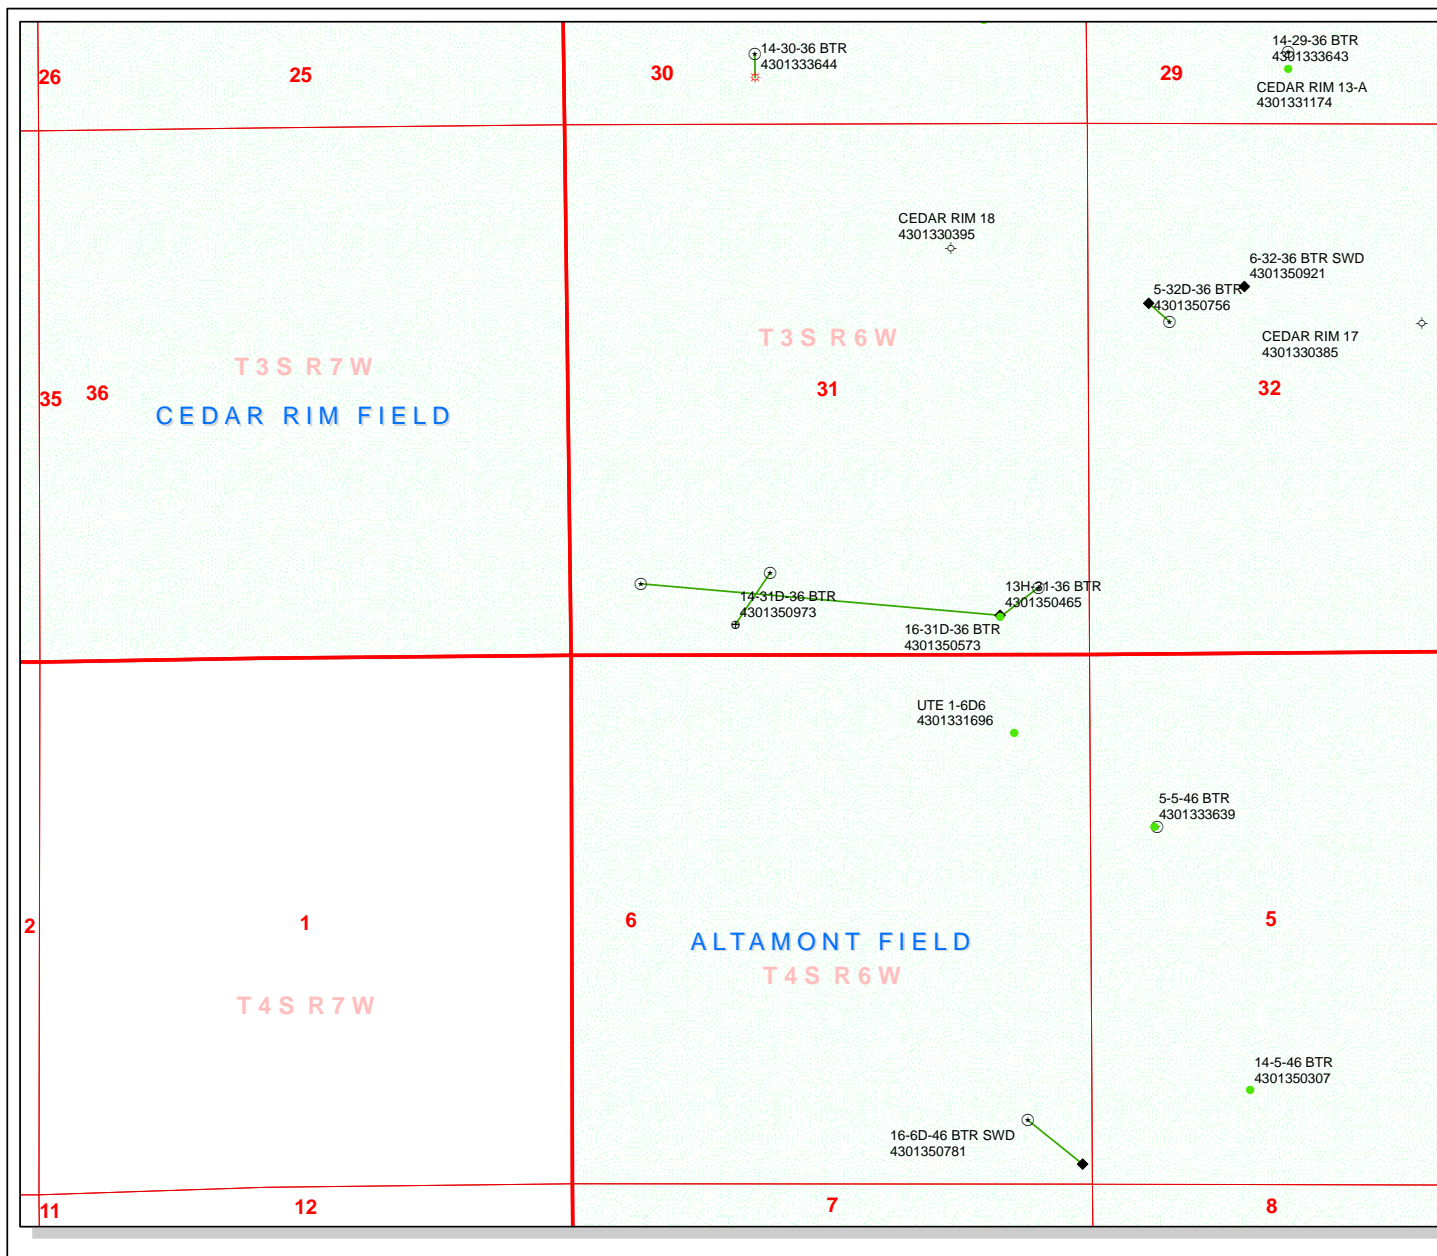 14-30-36 BTR
4301333644
14-29-36 BTR
4301333643
26
25
30
29
CEDAR RIM 13-A
4301331174
CEDAR RIM 18
4301330395
6-32-36 BTR SWD
4301350921
5-32D-36 BTR
4301350756
CEDAR RIM 17
4301330385
T3S R7W
T3S R6W
35
36
31
32
CEDAR RIM FIELD
14-31D-36 BTR
4301350973
13H-31-36 BTR
4301350465
16-31D-36 BTR
4301350573
UTE 1-6D6
4301331696
5-5-46 BTR
4301333639
2
1
6
5
ALTAMONT FIELD
T4S R6W
T4S R7W
14-5-46 BTR
4301350307
16-6D-46 BTR SWD
4301350781
11
12
7
8